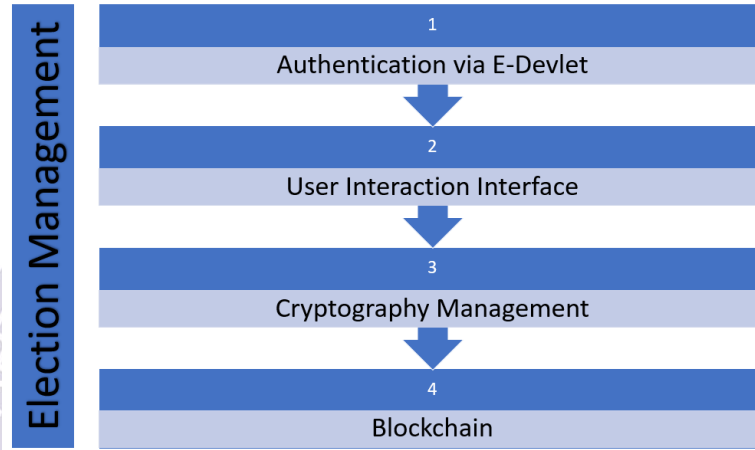 Election Management
1
Authentication via E-Devlet
2
User Interaction Interface
3
Cryptography Management
4
Blockchain